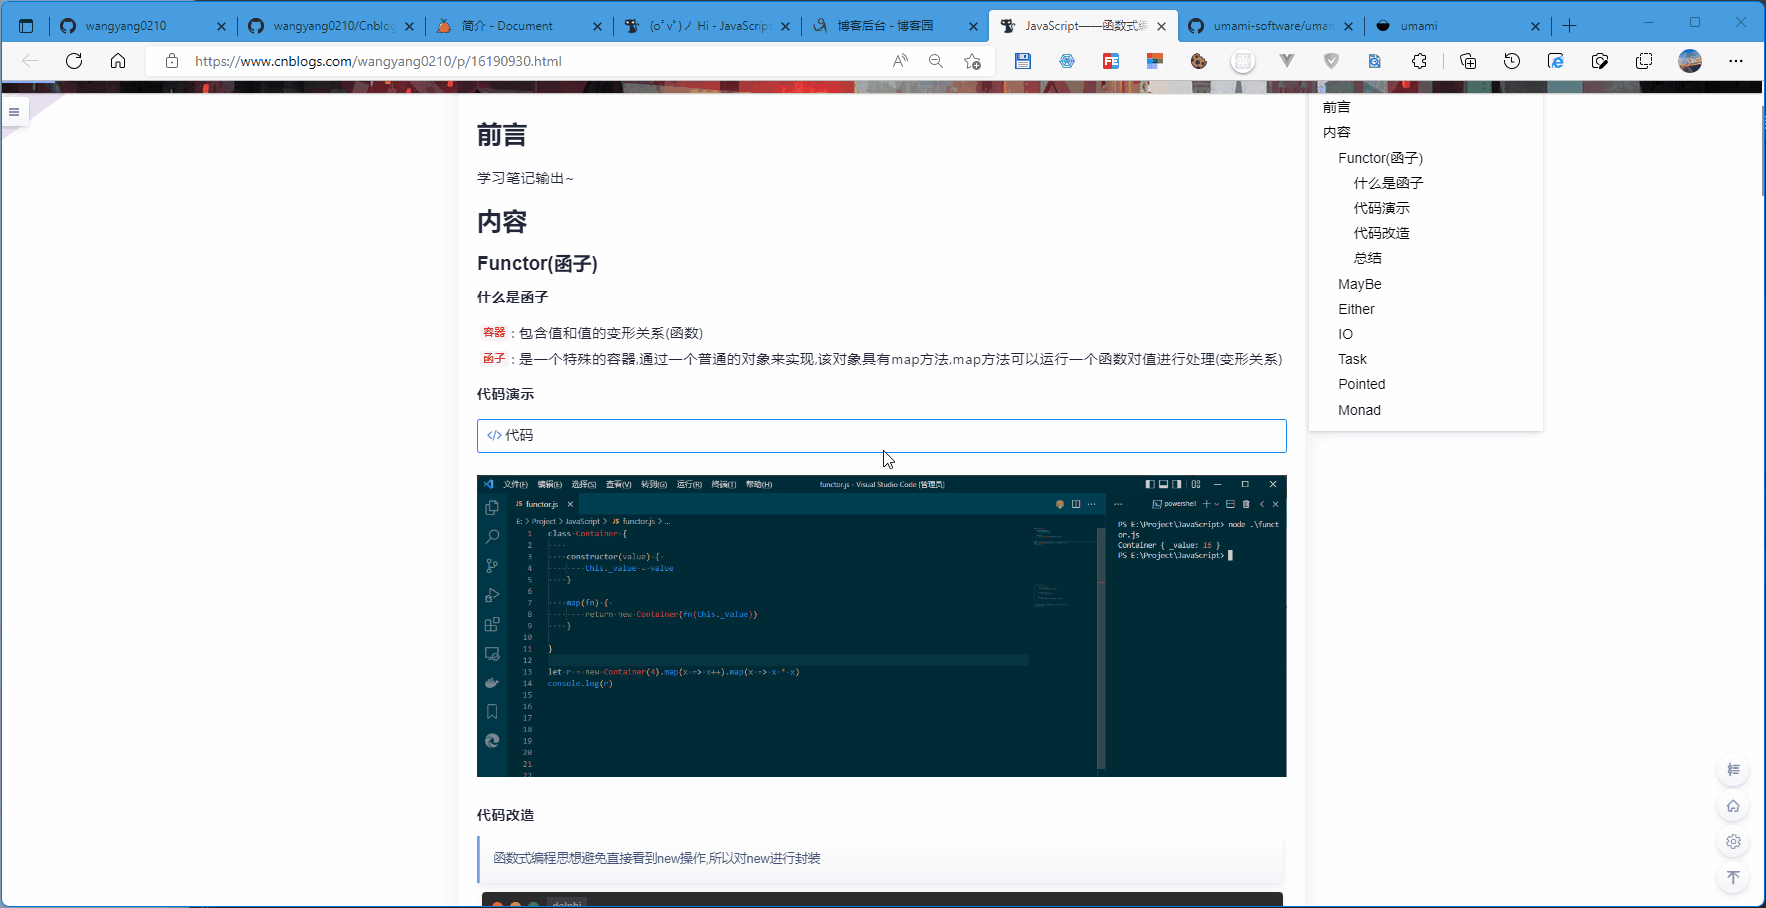 wangyang0210
wangyang0210/Cnblog
简介 - Document
(oﾟvﾟ)ノ Hi - JavaScript
博客后台 - 博客园
JavaScript——函数式编
umami-software/umam
umami
https://www.cnblogs.com/wangyang0210/p/16190930.html
前言
学习笔记输出~
内容
Functor(函子)
什么是函子
容器 : 包含值和值的变形关系(函数)
函子 : 是一个特殊的容器,通过一个普通的对象来实现,该对象具有map方法,map方法可以运行一个函数对值进行处理(变形关系)
代码演示
</> 代码
文件(F) 编辑(E) 选择(S) 查看(V) 转到(G) 运行(R) 终端(T) 帮助(H) functor.js - Visual Studio Code [管理员]
JS functor.js
E: > Project > JavaScript > JS functor.js > ...
1 class Container {
2
3 constructor(value) {
4 this._value = value
5 }
6
7 map(fn) {
8 return new Container(fn(this._value))
9 }
10
11 }
12
13 let r = new Container(4).map(x => x++).map(x => x * x)
14 console.log(r)
15
16
17
18
19
20
21
22
powershell
PS E:\Project\JavaScript> node .\funct
or.js
Container { _value: 16 }
PS E:\Project\JavaScript>
代码改造
函数式编程思想避免直接看到new操作,所以对new进行封装
delphi
前言
内容
Functor(函子)
什么是函子
代码演示
代码改造
总结
MayBe
Either
IO
Task
Pointed
Monad